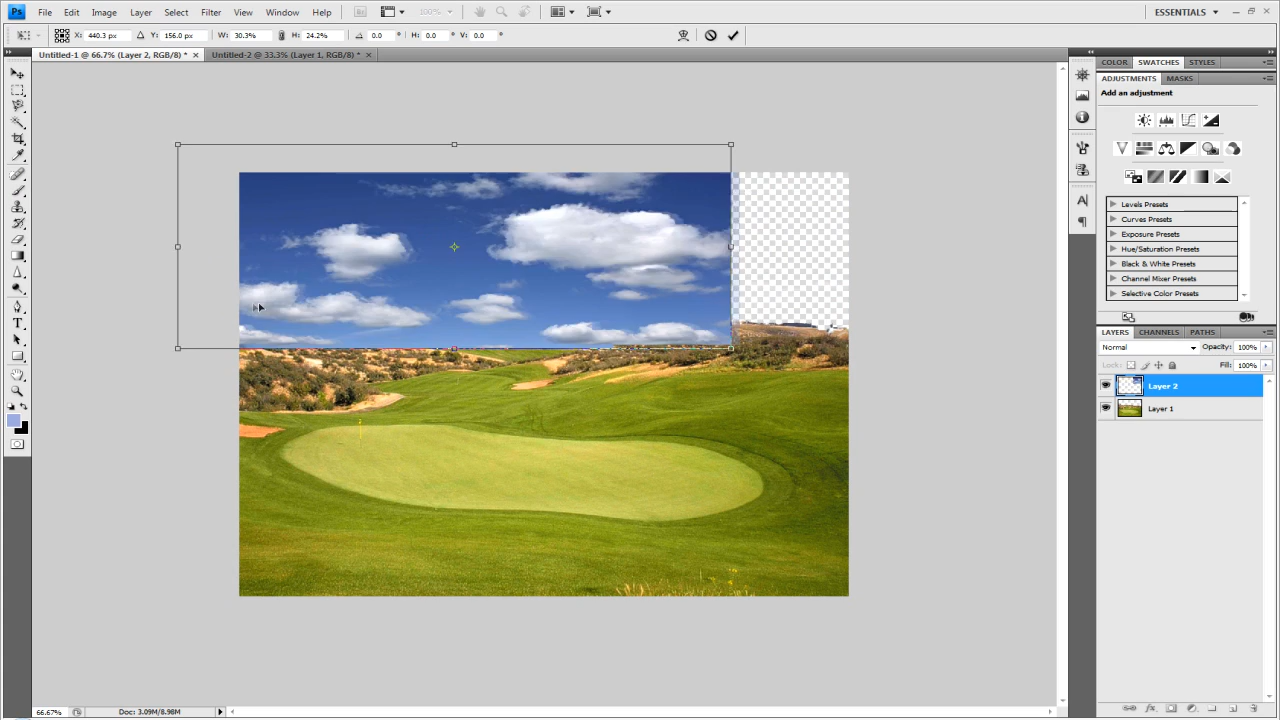 Ps File Edit Image Layer Select Filter View Window Help 100% ESSENTIALS
X: 440.3 px Y: 156.0 px W: 30.3% H: 24.2% 0.0 ° H: 0.0 ° V: 0.0 °
Untitled-1 @ 66.7% (Layer 2, RGB/8) * Untitled-2 @ 33.3% (Layer 1, RGB/8) *
COLOR SWATCHES STYLES
ADJUSTMENTS MASKS
Add an adjustment
Levels Presets
Curves Presets
Exposure Presets
Hue/Saturation Presets
Black & White Presets
Channel Mixer Presets
Selective Color Presets
LAYERS CHANNELS PATHS
Normal Opacity: 100%
Lock: Fill: 100%
Layer 2
Layer 1
66.67% Doc: 3.09M/8.98M